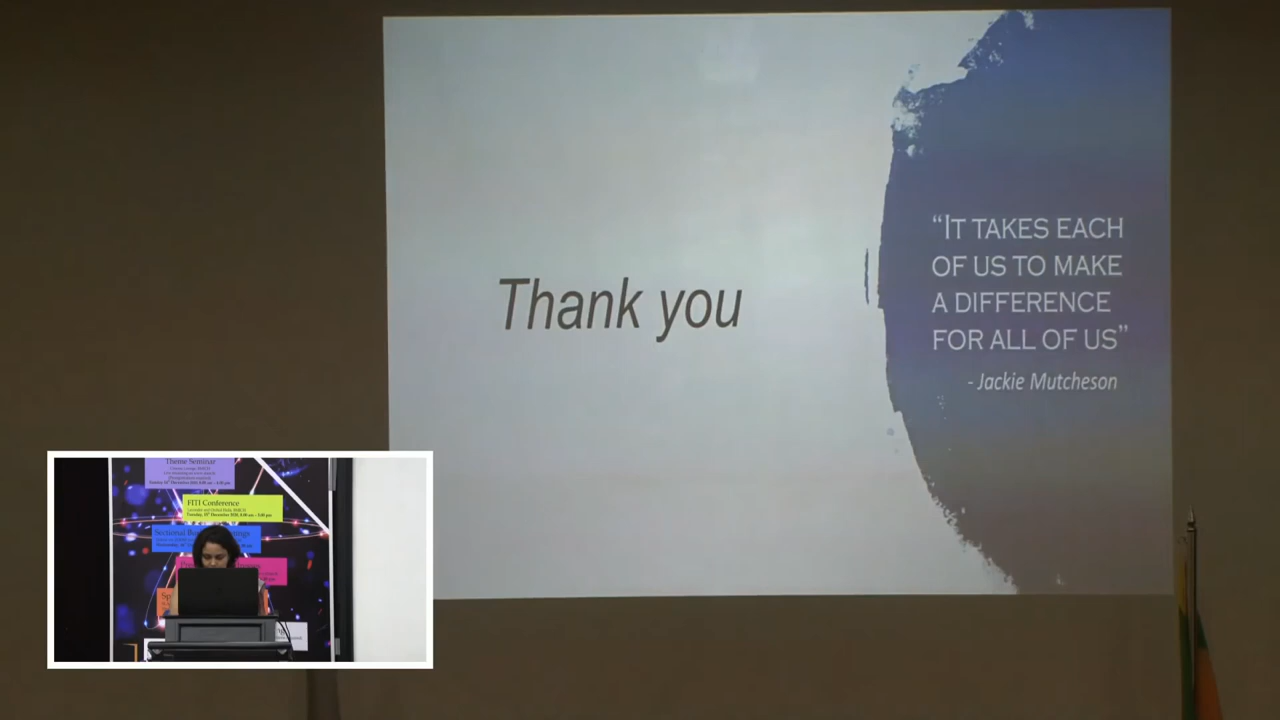 Thank you
“IT TAKES EACH
OF US TO MAKE
A DIFFERENCE
FOR ALL OF US”
- Jackie Mutcheson
Theme Seminar
FITI Conference
Tuesday,
Sectional